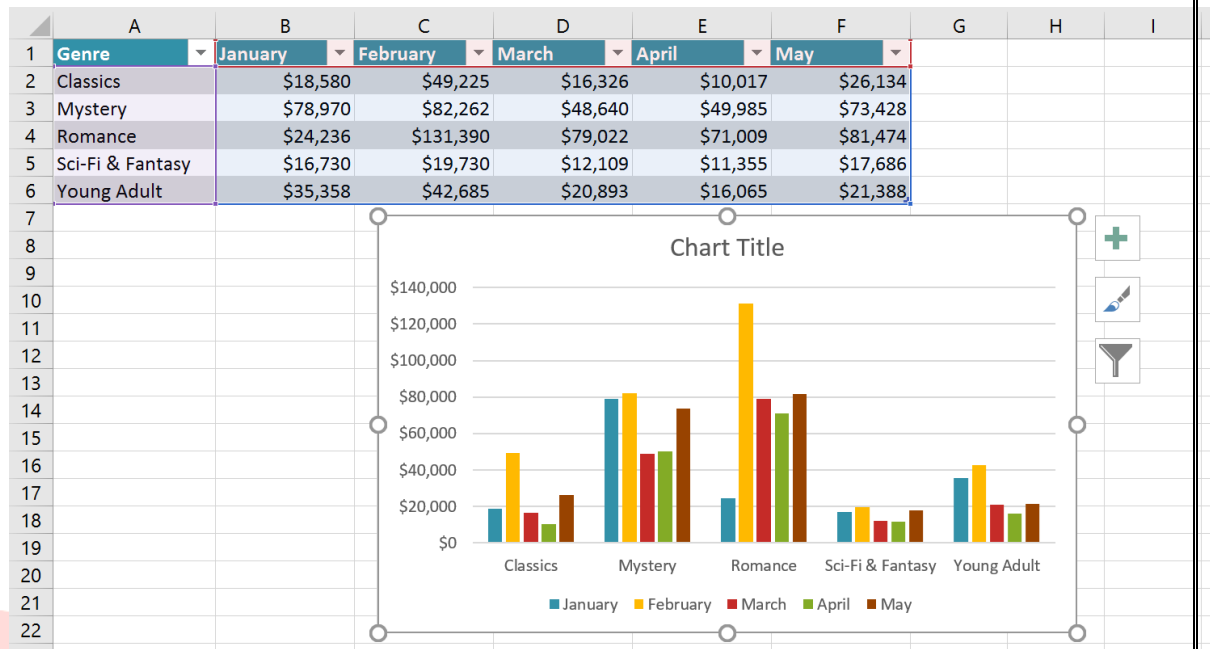 A B C D E F G H I
1 Genre January February March April May
2 Classics $18,580 $49,225 $16,326 $10,017 $26,134
3 Mystery $78,970 $82,262 $48,640 $49,985 $73,428
4 Romance $24,236 $131,390 $79,022 $71,009 $81,474
5 Sci-Fi & Fantasy $16,730 $19,730 $12,109 $11,355 $17,686
6 Young Adult $35,358 $42,685 $20,893 $16,065 $21,388
7
8
9
10
11
12
13
14
15
16
17
18
19
20
21
22
Chart Title
$140,000
$120,000
$100,000
$80,000
$60,000
$40,000
$20,000
$0
Classics Mystery Romance Sci-Fi & Fantasy Young Adult
January February March April May